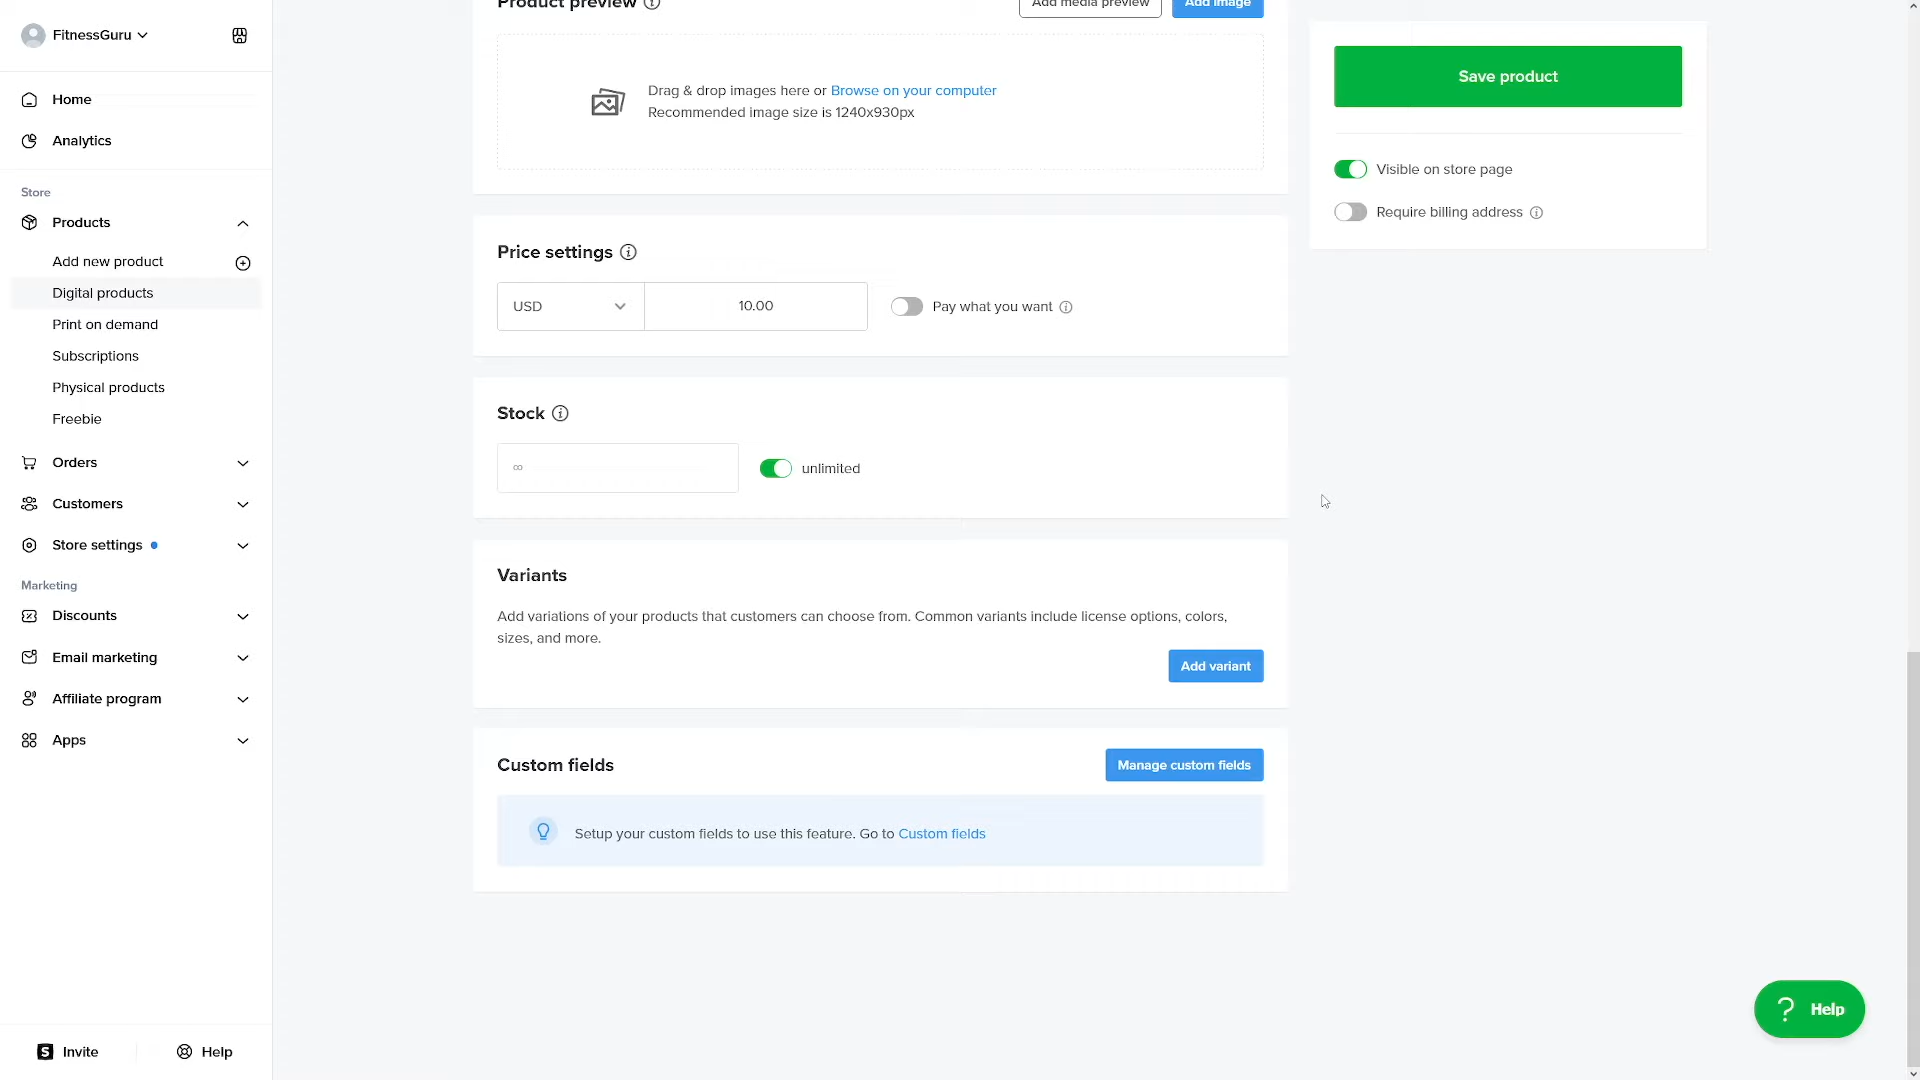 FitnessGuru
Home
Analytics
Store
Products
Add new product
Digital products
Print on demand
Subscriptions
Physical products
Freebie
Orders
Customers
Store settings
Marketing
Discounts
Email marketing
Affiliate program
Apps
Invite
Help
Product preview
Add media preview
Add image
Drag & drop images here or Browse on your computer
Recommended image size is 1240x930px
Price settings
USD
10.00
Pay what you want
Stock
∞
unlimited
Variants
Add variations of your products that customers can choose from. Common variants include license options, colors,
sizes, and more.
Add variant
Custom fields
Manage custom fields
Setup your custom fields to use this feature. Go to Custom fields
Save product
Visible on store page
Require billing address
? Help